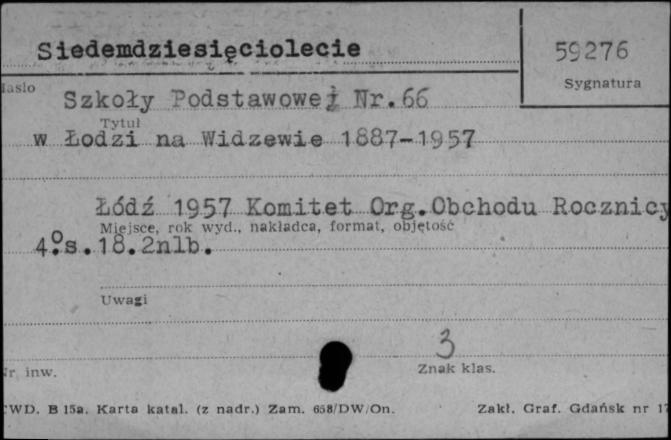 Siedemdziesięciolecie
59276
Hasło
Sygnatura
Szkoły Podstawowej Nr.66
Tytuł
w Łodzi na Widzewie 1887-1957
Łódź 1957 Komitet Org.Obchodu Rocznicy
Miejsce, rok wyd., nakładca, format, objętość
4°.s.18.2nlb.
Uwagi
3
Nr inw.
Znak klas.
WD. B 15a. Karta katal. (z nadr.) Zam. 658/DW/On.
Zakł. Graf. Gdańsk nr